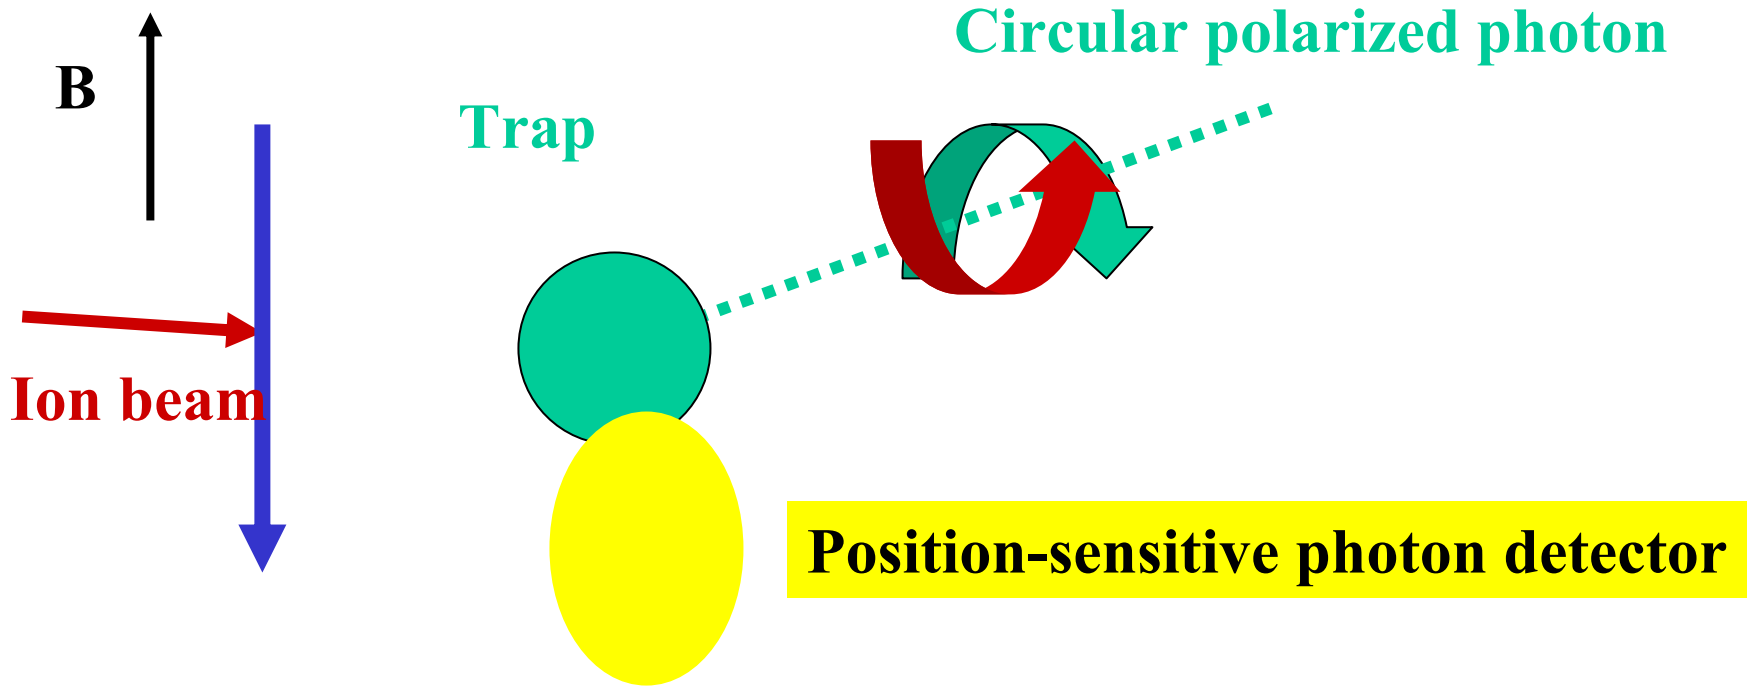 Circular polarized photon
B
Trap
Ion beam
Position-sensitive photon detector